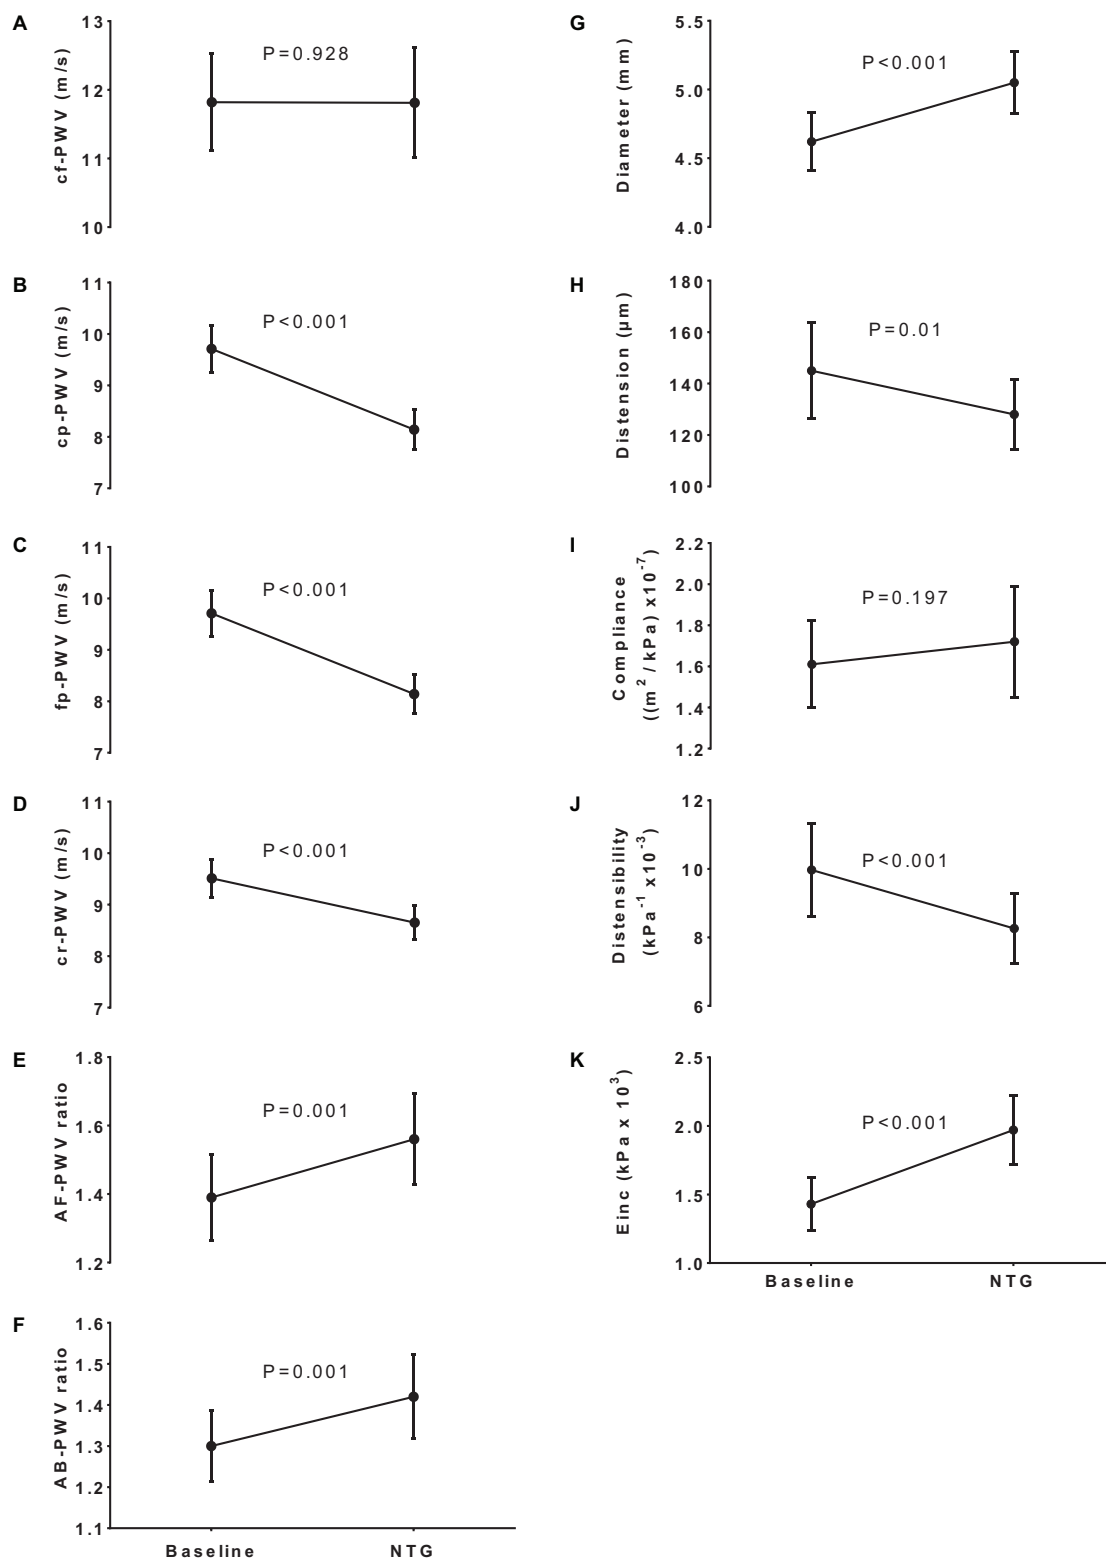 A
cf-PWV (m/s)
13
12
11
10
P=0.928
B
cp-PWV (m/s)
11
10
9
8
7
P<0.001
C
fp-PWV (m/s)
11
10
9
8
7
P<0.001
D
cr-PWV (m/s)
11
10
9
8
7
P<0.001
E
AF-PWV ratio
1.8
1.6
1.4
1.2
P=0.001
F
AB-PWV ratio
1.6
1.5
1.4
1.3
1.2
1.1
P=0.001
Baseline NTG
G
Diameter (mm)
5.5
5.0
4.5
4.0
P<0.001
H
Distension (µm)
180
160
140
120
100
P=0.01
I
Compliance
((m² / kPa) x10⁻⁷)
2.2
2.0
1.8
1.6
1.4
1.2
P=0.197
J
Distensibility
(kPa⁻¹ x10⁻³)
12
10
8
6
P<0.001
K
Einc (kPa x 10³)
2.5
2.0
1.5
1.0
P<0.001
Baseline NTG